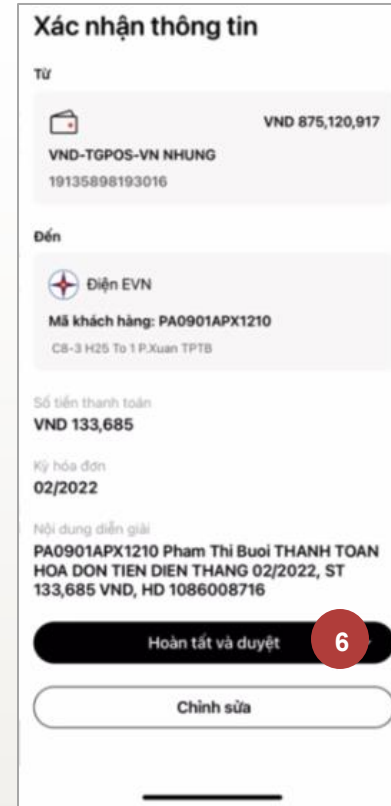 Xác nhận thông tin
Từ
VND 875,120,917
VND-TGPOS-VN NHUNG
19135898193016
Đến
Điện EVN
Mã khách hàng: PA0901APX1210
C8-3 H25 To 1 P.Xuan TPTB
Số tiền thanh toán
VND 133,685
Kỳ hóa đơn
02/2022
Nội dung diễn giải
PA0901APX1210 Pham Thi Buoi THANH TOAN
HOA DON TIEN DIEN THANG 02/2022, ST
133,685 VND, HD 1086008716
Hoàn tất và duyệt
6
Chỉnh sửa